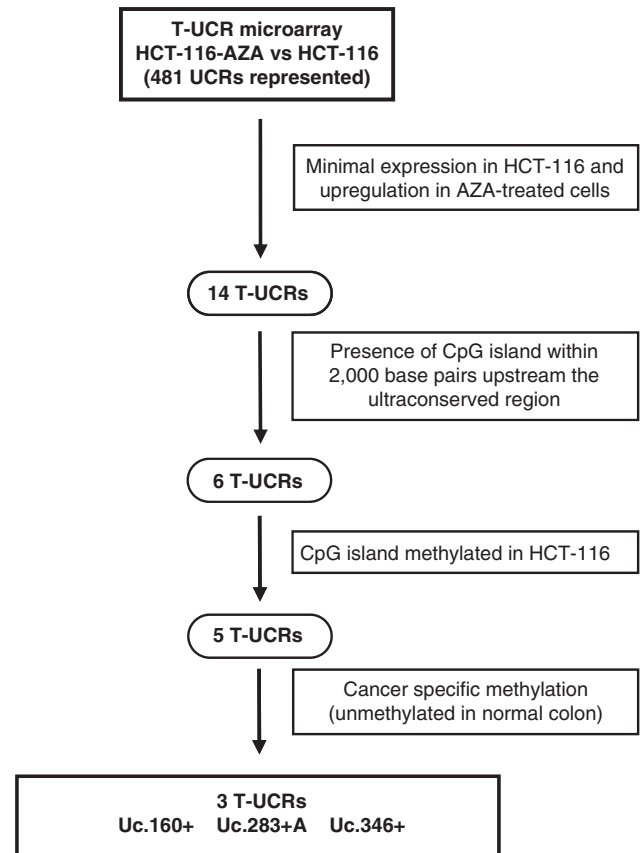 T-UCR microarray
HCT-116-AZA vs HCT-116
(481 UCRs represented)
Minimal expression in HCT-116 and
upregulation in AZA-treated cells
14 T-UCRs
Presence of CpG island within
2,000 base pairs upstream the
ultraconserved region
6 T-UCRs
CpG island methylated in HCT-116
5 T-UCRs
Cancer specific methylation
(unmethylated in normal colon)
3 T-UCRs
Uc.160+ Uc.283+A Uc.346+